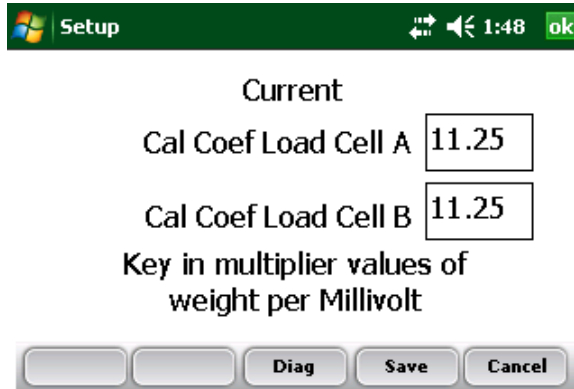 Setup 1:48 ok
Current
Cal Coef Load Cell A 11.25
Cal Coef Load Cell B 11.25
Key in multiplier values of
weight per Millivolt
Diag Save Cancel